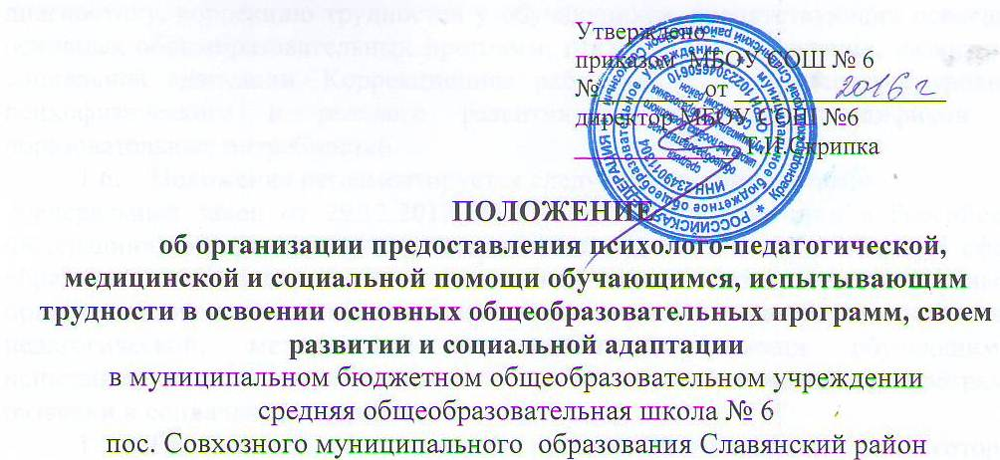 Утверждено
приказом МБОУ СОШ № 6
№ от 2016 г
директор МБОУ СОШ №6
Г.И.Скрипка
ПОЛОЖЕНИЕ
об организации предоставления психолого-педагогической,
медицинской и социальной помощи обучающимся, испытывающим
трудности в освоении основных общеобразовательных программ, своем
развитии и социальной адаптации
в муниципальном бюджетном общеобразовательном учреждении
средняя общеобразовательная школа № 6
пос. Совхозного муниципального образования Славянский район